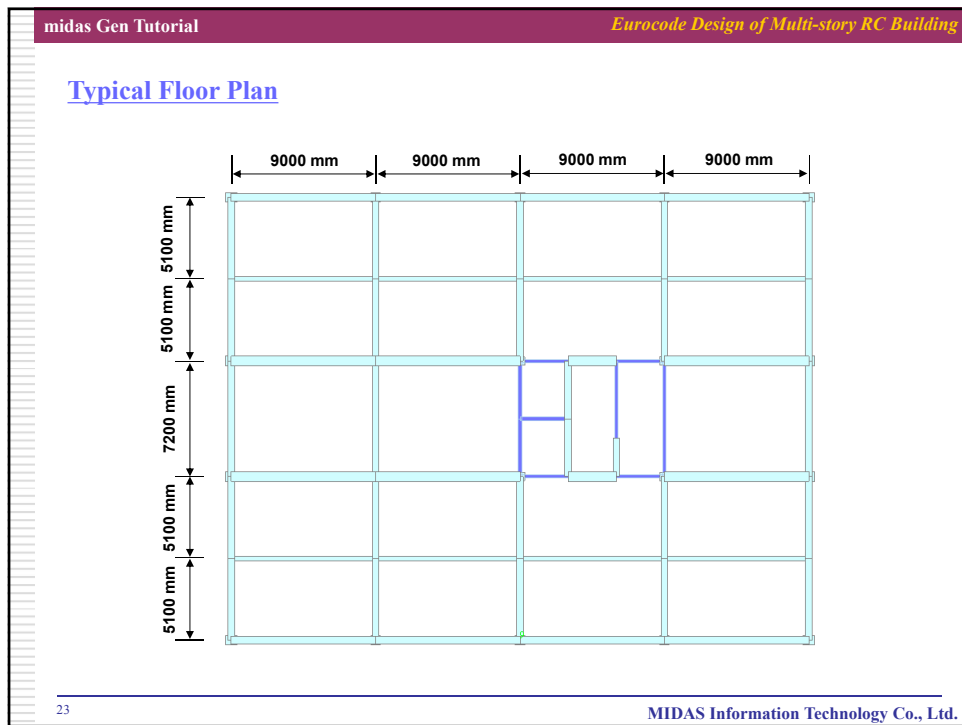 midas Gen Tutorial
Eurocode Design of Multi-story RC Building
Typical Floor Plan
9000 mm 9000 mm 9000 mm 9000 mm
5100 mm
5100 mm
7200 mm
5100 mm
5100 mm
23
MIDAS Information Technology Co., Ltd.